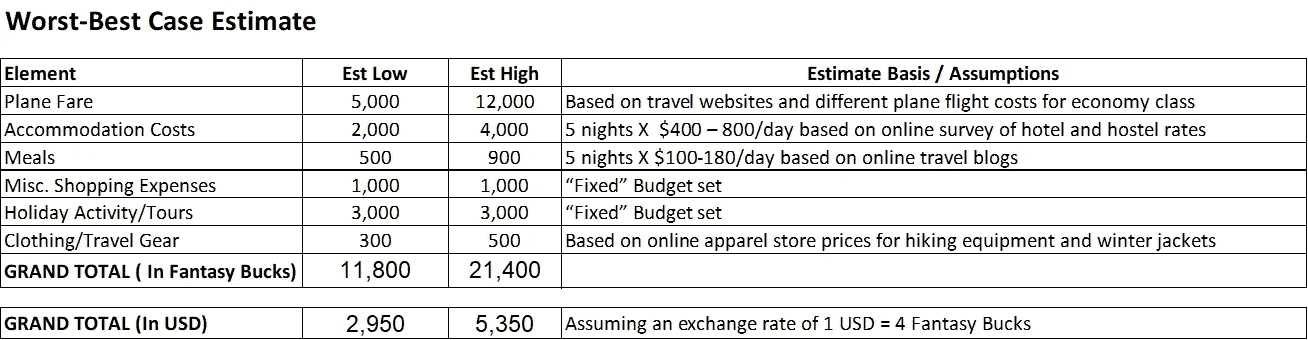 Worst-Best Case Estimate
Element Est Low Est High Estimate Basis / Assumptions
Plane Fare 5,000 12,000 Based on travel websites and different plane flight costs for economy class
Accommodation Costs 2,000 4,000 5 nights X $400 – 800/day based on online survey of hotel and hostel rates
Meals 500 900 5 nights X $100-180/day based on online travel blogs
Misc. Shopping Expenses 1,000 1,000 “Fixed” Budget set
Holiday Activity/Tours 3,000 3,000 “Fixed” Budget set
Clothing/Travel Gear 300 500 Based on online apparel store prices for hiking equipment and winter jackets
GRAND TOTAL ( In Fantasy Bucks) 11,800 21,400
GRAND TOTAL (In USD) 2,950 5,350 Assuming an exchange rate of 1 USD = 4 Fantasy Bucks